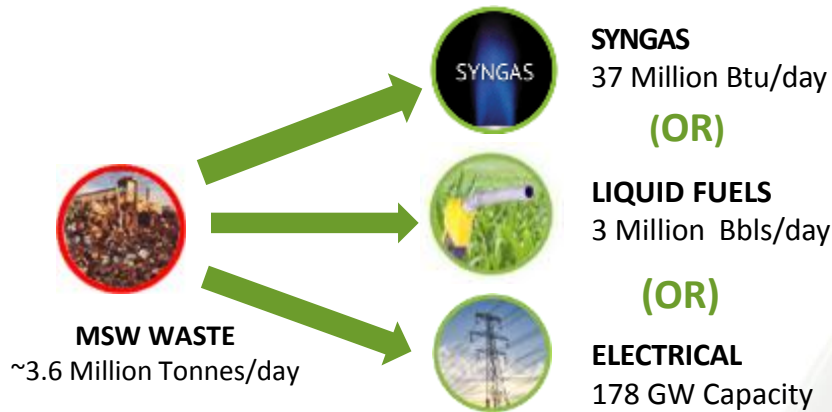 SYNGAS
SYNGAS
37 Million Btu/day
(OR)
LIQUID FUELS
3 Million Bbls/day
MSW WASTE
~3.6 Million Tonnes/day
(OR)
ELECTRICAL
178 GW Capacity